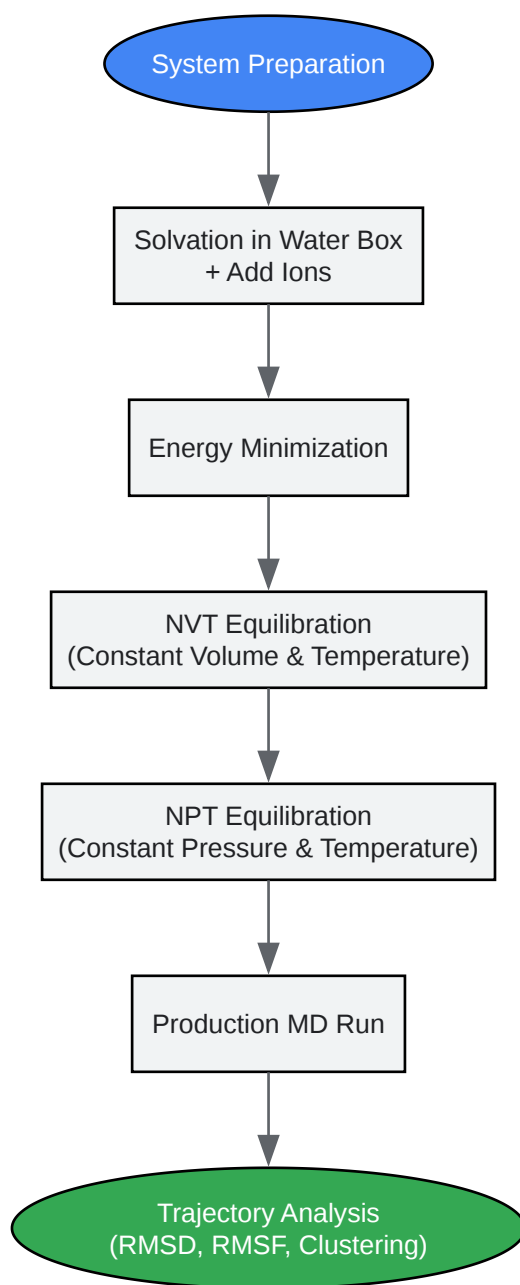 System Preparation
Solvation in Water Box
+ Add Ions
Energy Minimization
NVT Equilibration
(Constant Volume & Temperature)
NPT Equilibration
(Constant Pressure & Temperature)
Production MD Run
Trajectory Analysis
(RMSD, RMSF, Clustering)